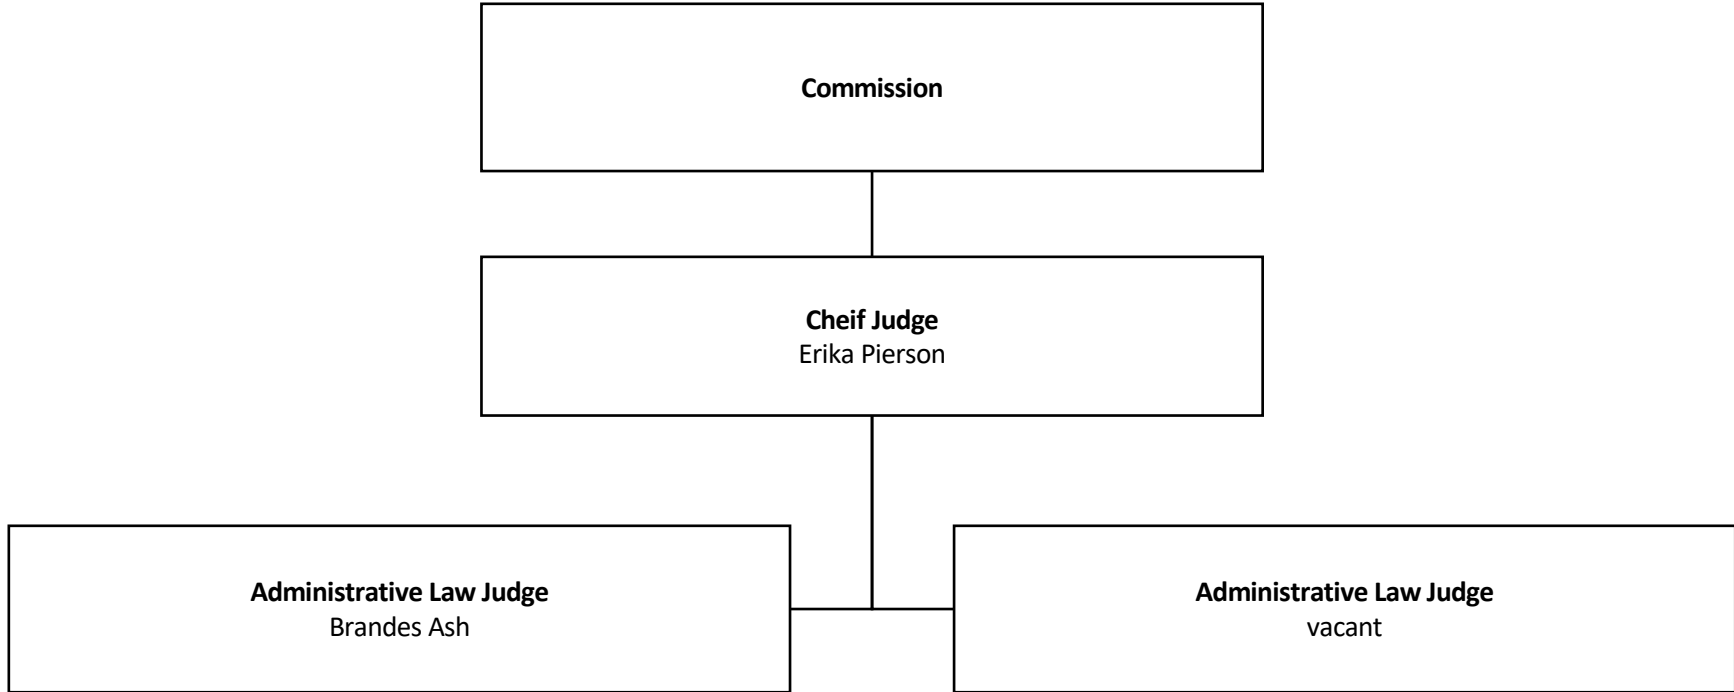 Commission
Cheif Judge
Erika Pierson
Administrative Law Judge
Brandes Ash
Administrative Law Judge
vacant